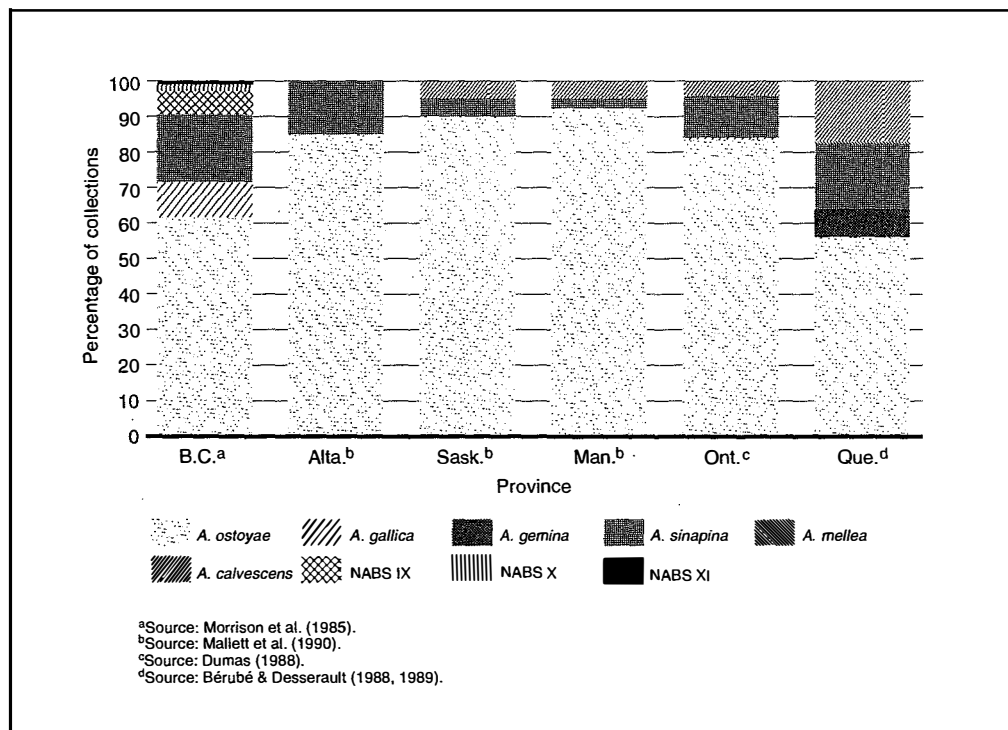 Percentage of collections
100
90
80
70
60
50
40
30
20
10
0
B.C.ᵃ Alta.ᵇ Sask.ᵇ Man.ᵇ Ont.ᶜ Que.ᵈ
Province
A. ostoyae A. gallica A. gemina A. sinapina A. mellea
A. calvescens NABS IX NABS X NABS XI
ᵃSource: Morrison et al. (1985).
ᵇSource: Mallett et al. (1990).
ᶜSource: Dumas (1988).
ᵈSource: Bérubé & Desserault (1988, 1989).